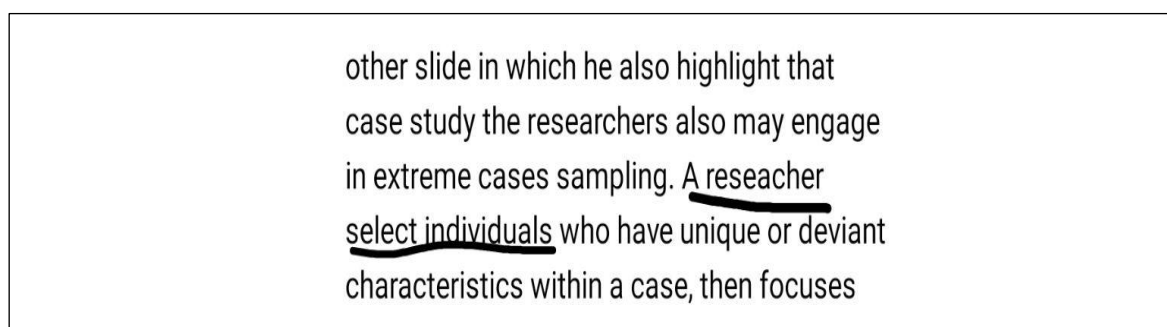 other slide in which he also highlight that
case study the researchers also may engage
in extreme cases sampling. A reseacher
select individuals who have unique or deviant
characteristics within a case, then focuses